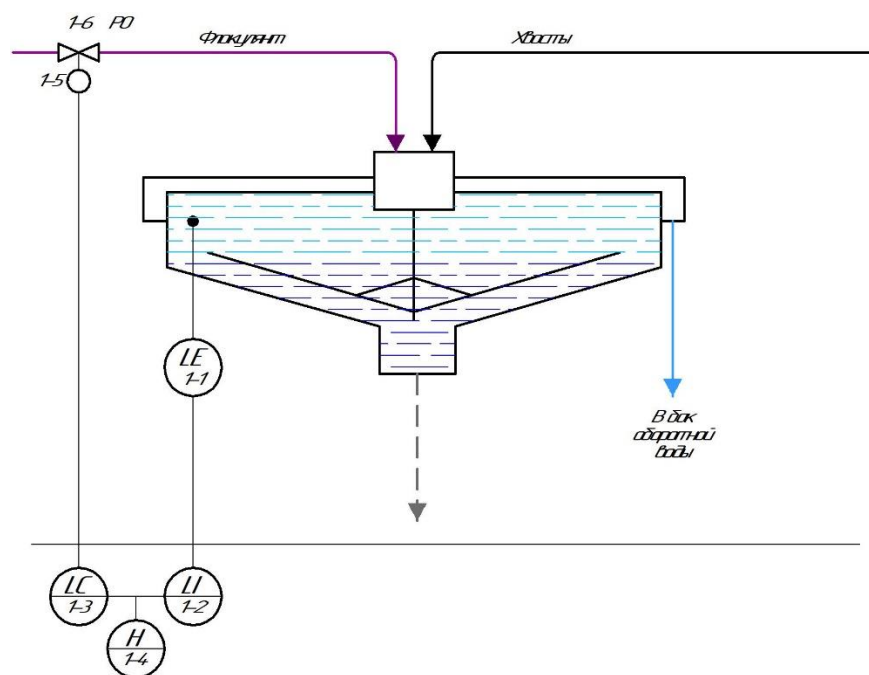 1-6 РО
Флокулянт
Хвосты
1-5
LE
1-1
В бак
оборотной
воды
LC
1-3
LI
1-2
H
1-4